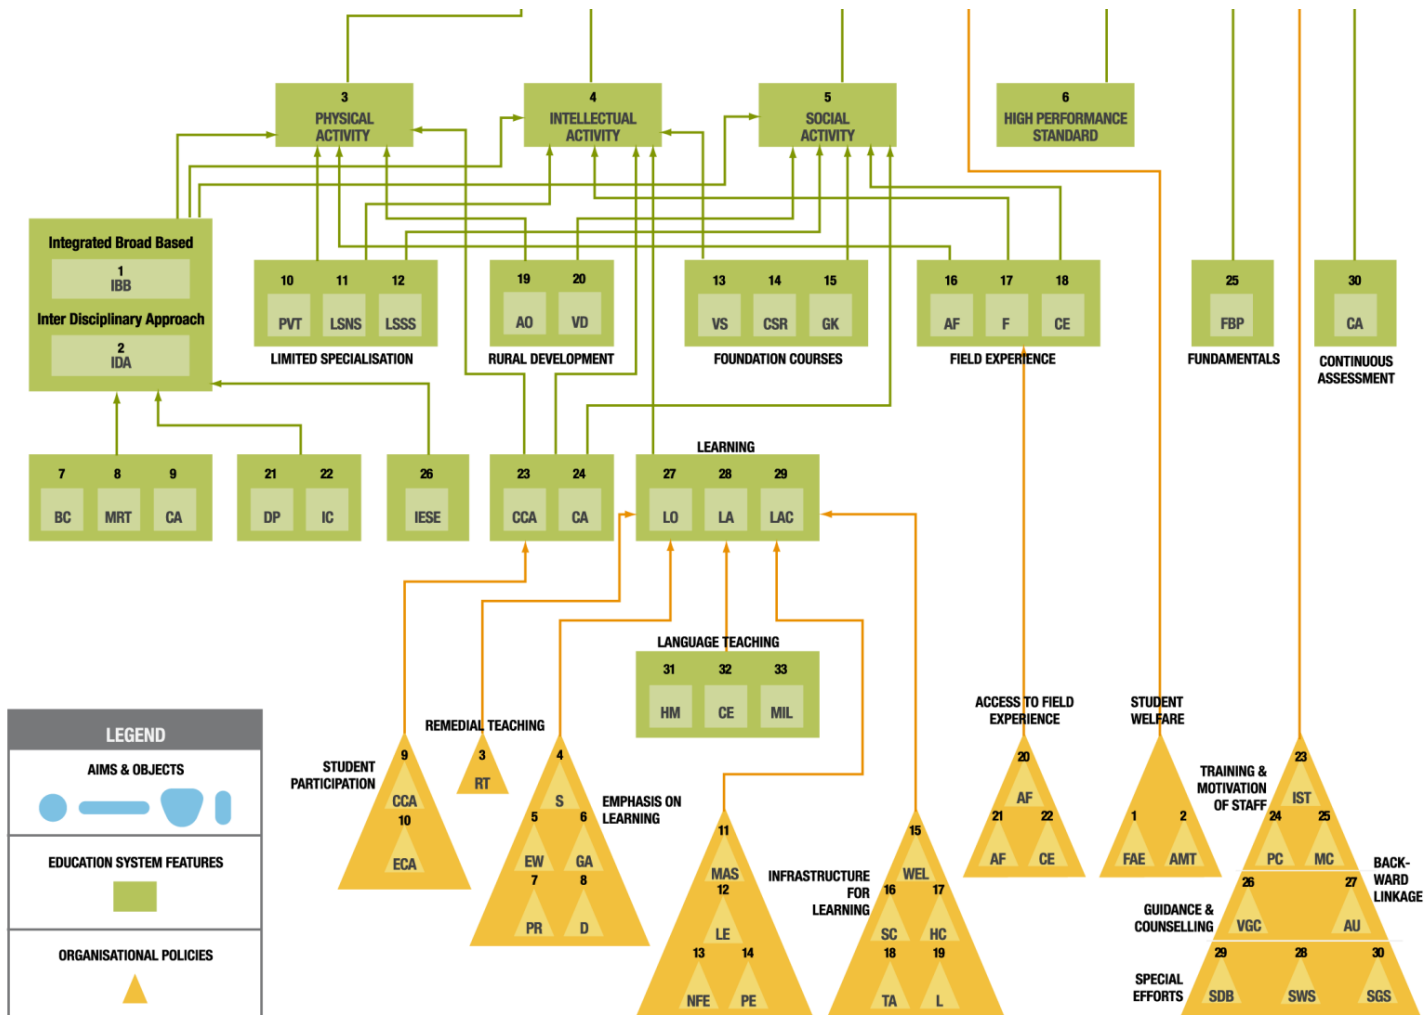 3
PHYSICAL
ACTIVITY
4
INTELLECTUAL
ACTIVITY
5
SOCIAL
ACTIVITY
6
HIGH PERFORMANCE
STANDARD
Integrated Broad Based
1
IBB
Inter Disciplinary Approach
2
IDA
10 11 12
PVT LSNS LSSS
LIMITED SPECIALISATION
19 20
AO VD
RURAL DEVELOPMENT
13 14 15
VS CSR GK
FOUNDATION COURSES
16 17 18
AF F CE
FIELD EXPERIENCE
25
FBP
FUNDAMENTALS
30
CA
CONTINUOUS
ASSESSMENT
7 8 9
BC MRT CA
21 22
DP IC
26
IESE
23 24
CCA CA
LEARNING
27 28 29
LO LA LAC
LANGUAGE TEACHING
31 32 33
HM CE MIL
LEGEND
AIMS & OBJECTS
EDUCATION SYSTEM FEATURES
ORGANISATIONAL POLICIES
STUDENT
PARTICIPATION
9
CCA
10
ECA
REMEDIAL TEACHING
3
RT
EMPHASIS ON
LEARNING
4
S
5 6
EW GA
7 8
PR D
11
MAS
12
LE
13 14
NFE PE
INFRASTRUCTURE
FOR
LEARNING
15
WEL
16 17
SC HC
18 19
TA L
ACCESS TO FIELD
EXPERIENCE
20
AF
21 22
AF CE
STUDENT
WELFARE
1 2
FAE AMT
TRAINING &
MOTIVATION
OF STAFF
23
IST
24 25
PC MC
BACK-
WARD
LINKAGE
GUIDANCE &
COUNSELLING
26 27
VGC AU
SPECIAL
EFFORTS
29 28 30
SDB SWS SGS